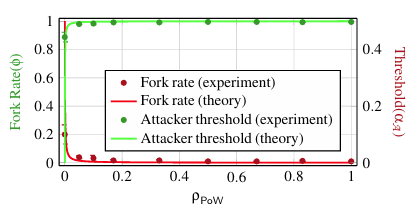 Fork Rate(ϕ)
1
0.8
0.6
0.4
0.2
0
Fork rate (experiment)
Fork rate (theory)
Attacker threshold (experiment)
Attacker threshold (theory)
0.4
0.2
0
Threshold(α𝒜)
0 0.2 0.4 0.6 0.8 1
ρPoW